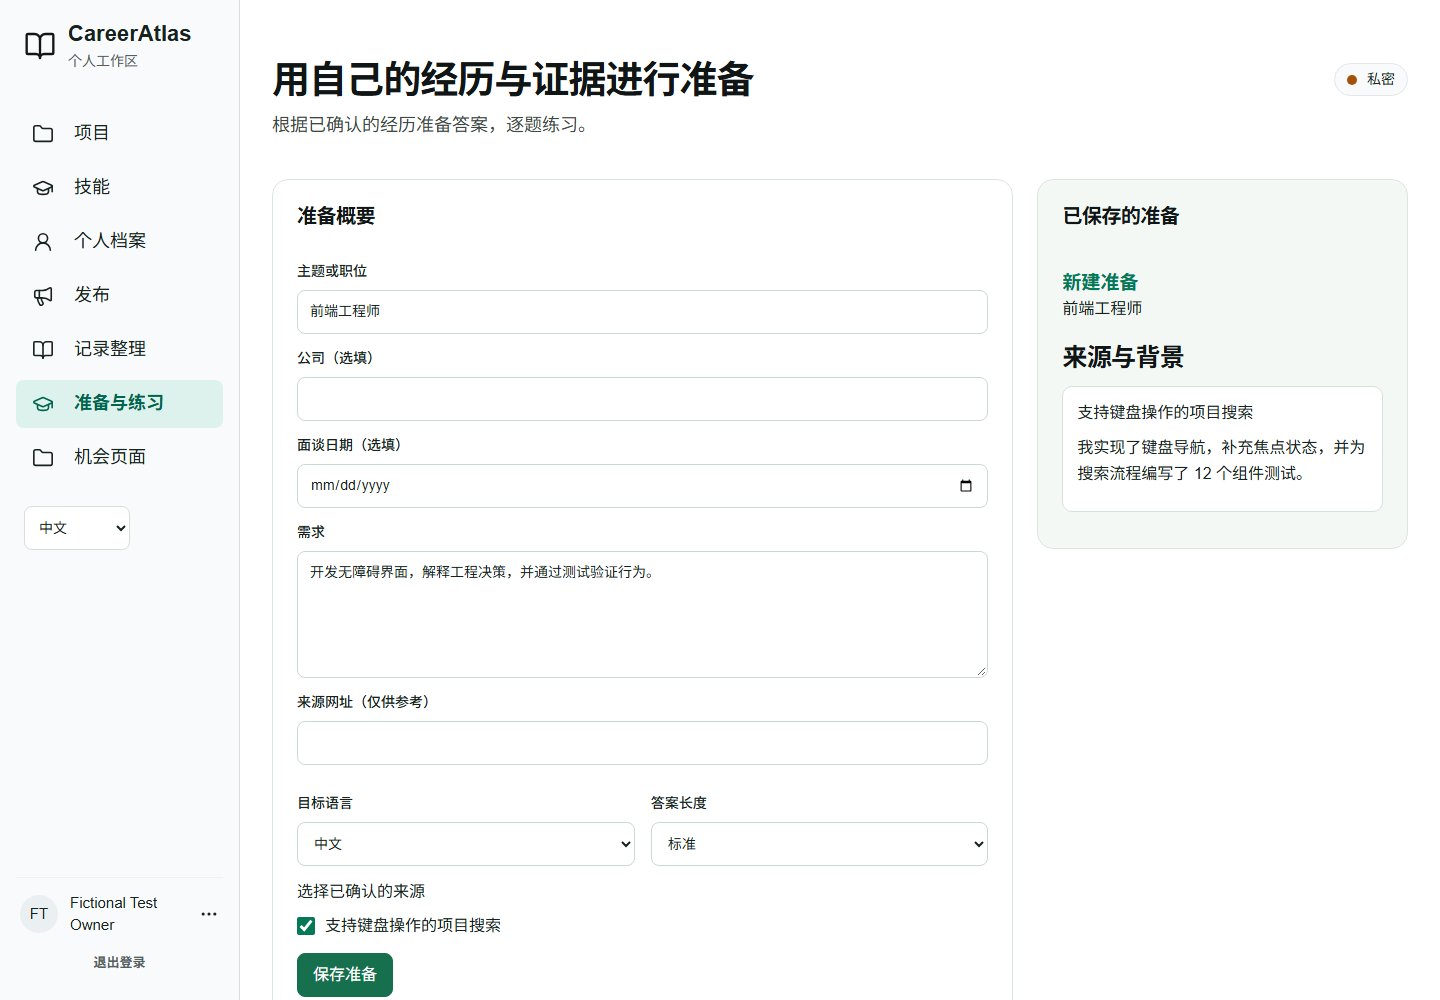 CareerAtlas
个人工作区
项目
技能
个人档案
发布
记录整理
准备与练习
机会页面
中文
FT
Fictional Test
Owner
退出登录
用自己的经历与证据进行准备
根据已确认的经历准备答案，逐题练习。
私密
准备概要
主题或职位
前端工程师
公司（选填）
面谈日期（选填）
mm/dd/yyyy
需求
开发无障碍界面，解释工程决策，并通过测试验证行为。
来源网址（仅供参考）
目标语言
答案长度
中文
标准
选择已确认的来源
支持键盘操作的项目搜索
保存准备
已保存的准备
新建准备
前端工程师
来源与背景
支持键盘操作的项目搜索
我实现了键盘导航，补充焦点状态，并为
搜索流程编写了 12 个组件测试。